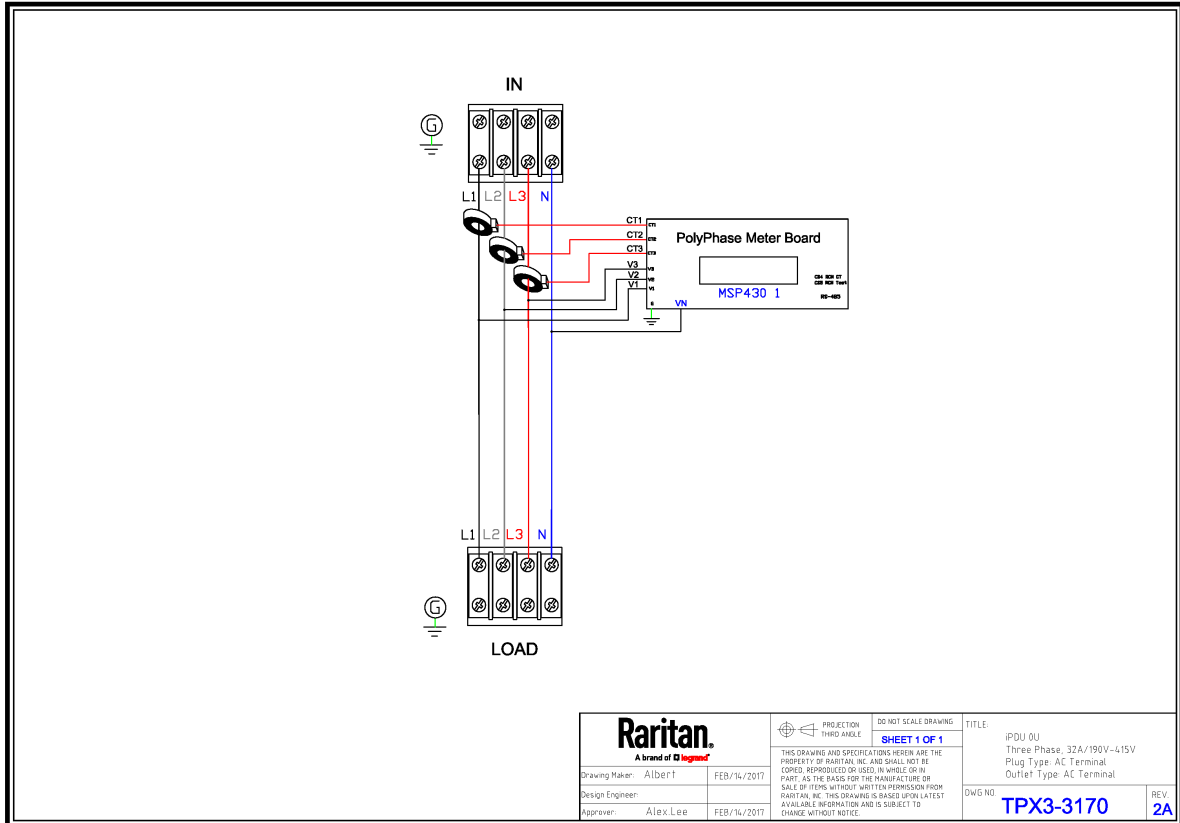 IN
G
L1 L2 L3 N
CT1
CT2
CT3
V3
V2
V1
CT1
CT2
CT3
V3
V2
V1
G
PolyPhase Meter Board
MSP430 1
VN
RS-485
L1 L2 L3 N
G
LOAD
Raritan.
A brand of legrand
PROJECTION
THIRD ANGLE
DO NOT SCALE DRAWING
SHEET 1 OF 1
THIS DRAWING AND SPECIFICATIONS HEREIN ARE THE
PROPERTY OF RARITAN, INC. AND SHALL NOT BE
COPIED, REPRODUCED OR USED, IN WHOLE OR IN
PART, AS THE BASIS FOR THE MANUFACTURE OR
SALE OF ITEMS WITHOUT WRITTEN PERMISSION FROM
RARITAN, INC. THIS DRAWING IS BASED UPON LATEST
AVAILABLE INFORMATION AND IS SUBJECT TO
CHANGE WITHOUT NOTICE.
Drawing Maker: Albert FEB/14/2017
Design Engineer:
Approver: Alex.Lee FEB/14/2017
TITLE:
iPDU 0U
Three Phase, 32A/190V-415V
Plug Type: AC Terminal
Outlet Type: AC Terminal
DWG NO.
TPX3-3170
REV.
2A